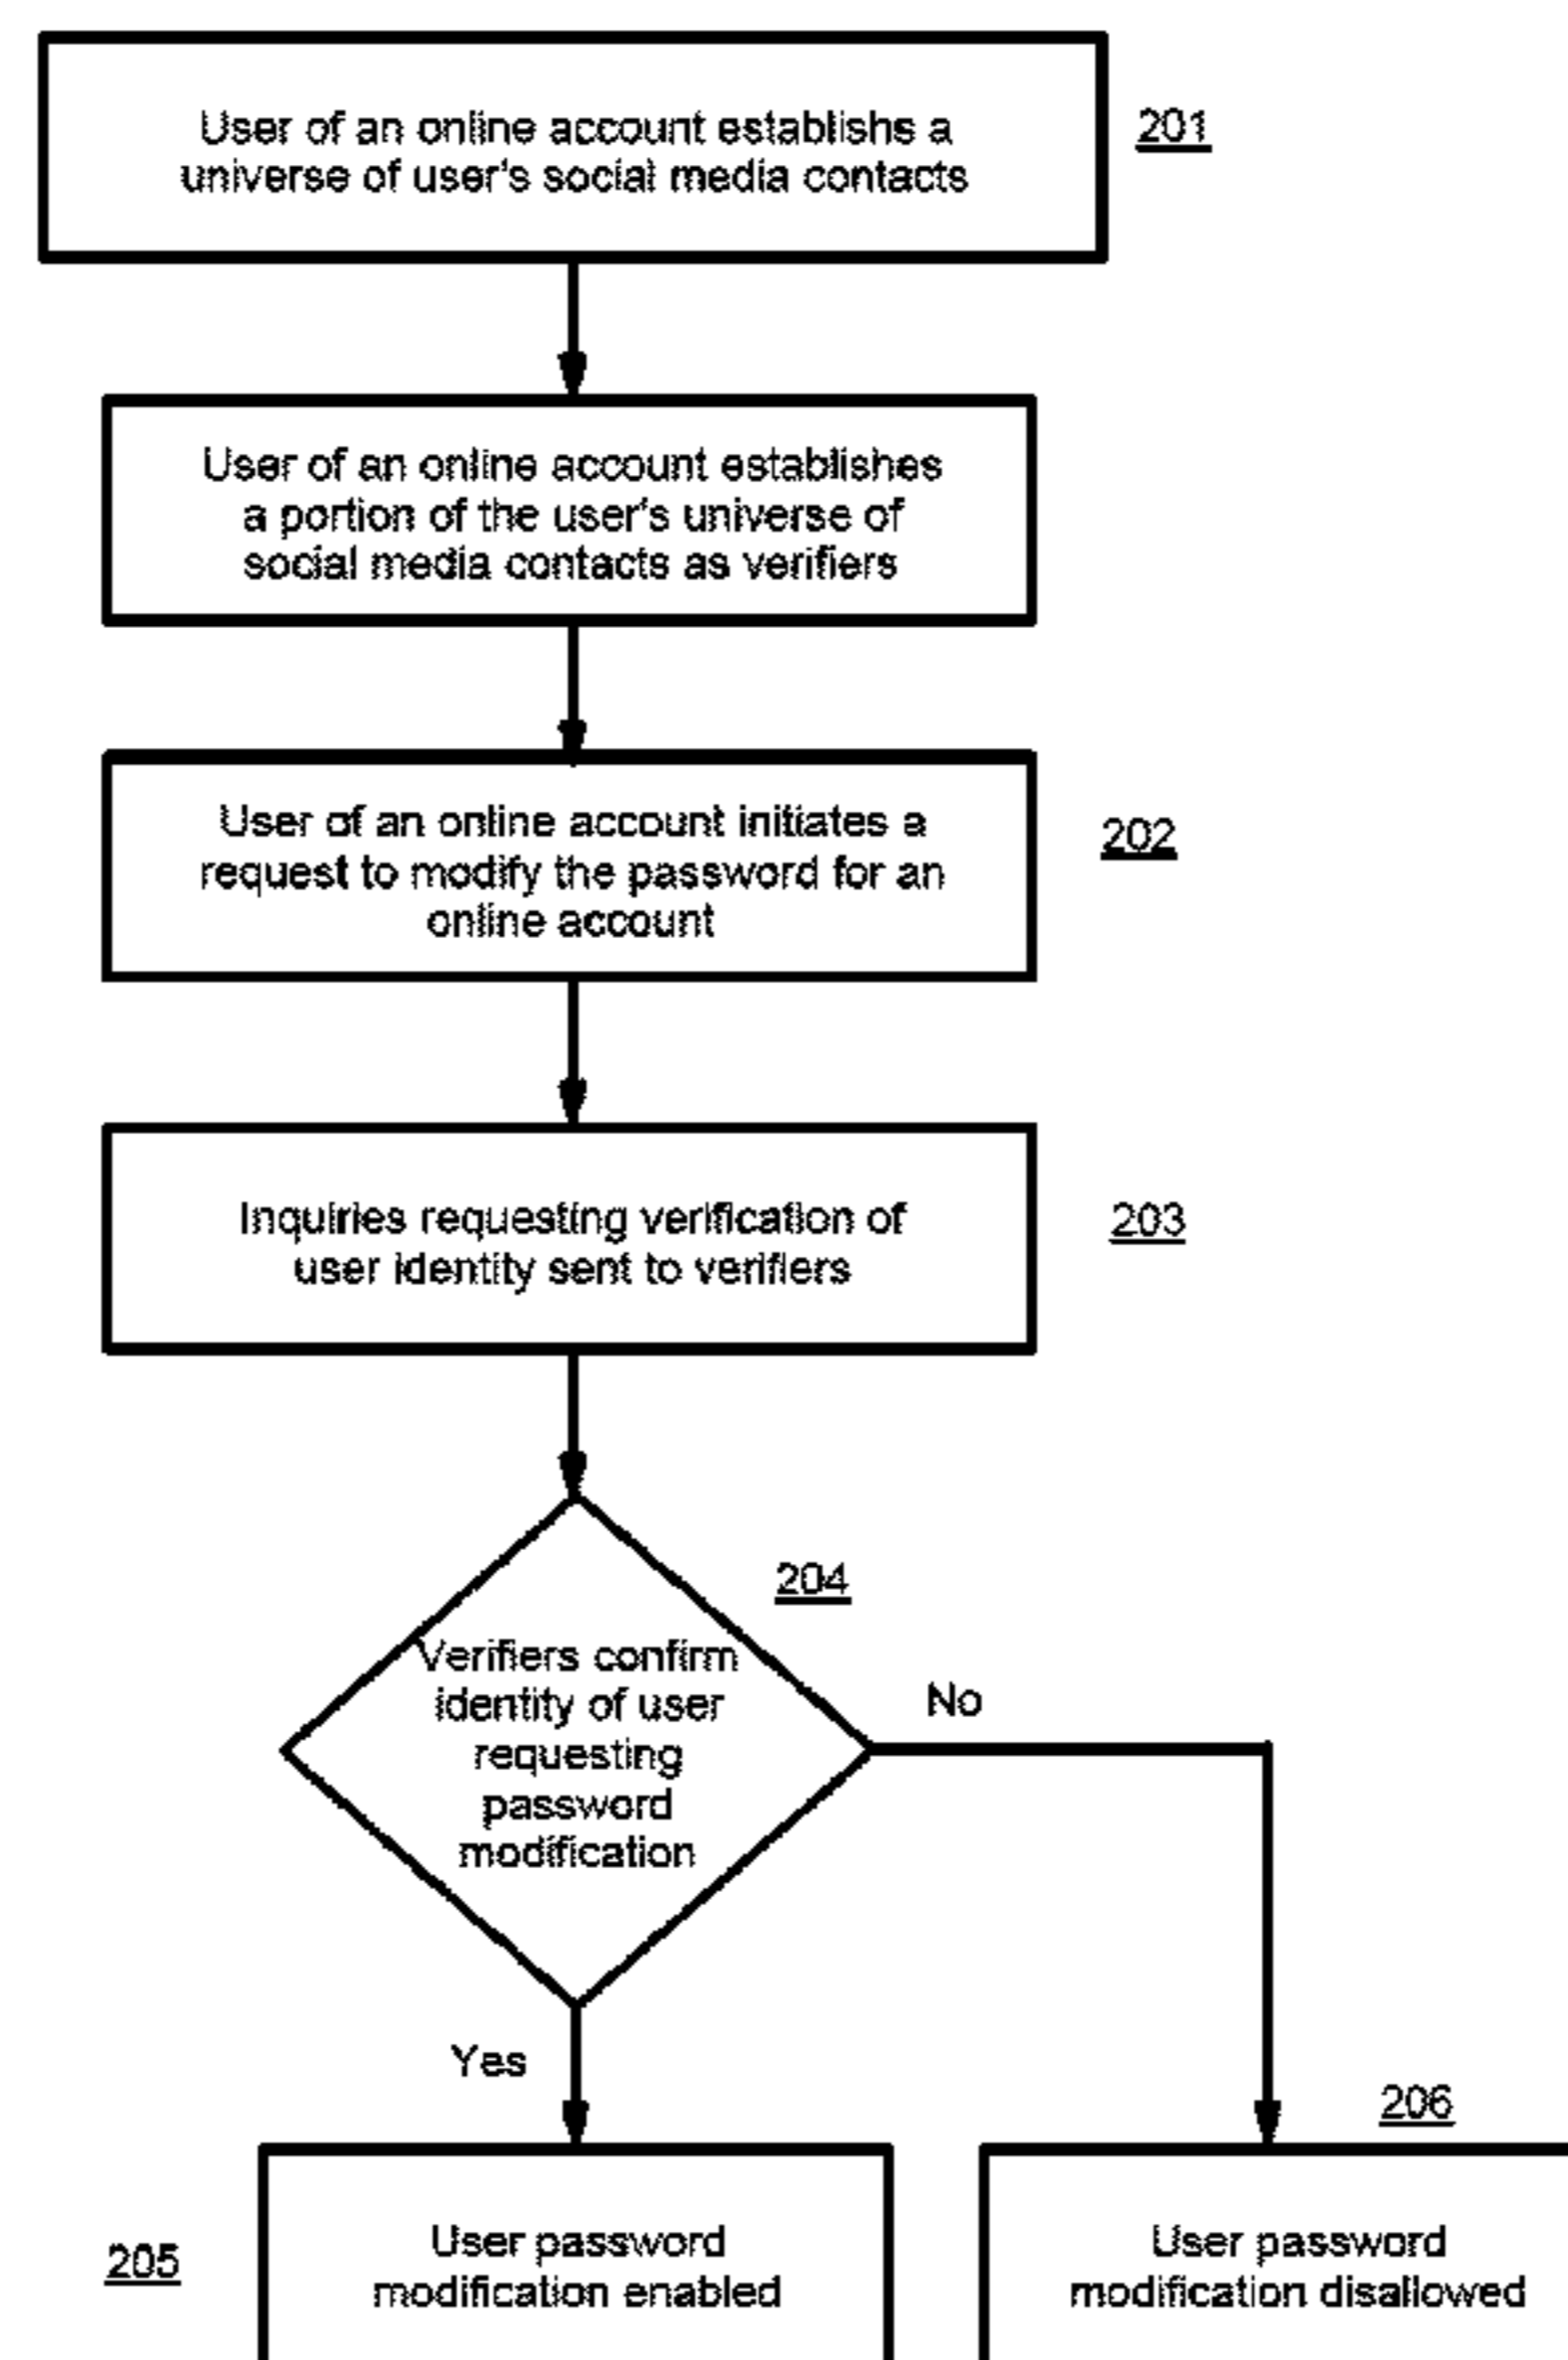 User of an online account establishs a
universe of user's social media contacts
201
User of an online account establishes
a portion of the user's universe of
social media contacts as verifiers
User of an online account initiates a
request to modify the password for an
online account
202
Inquiries requesting verification of
user identity sent to verifiers
203
204
Verifiers confirm
identity of user
requesting
password
modification
No
Yes
206
205
User password
modification enabled
User password
modification disallowed